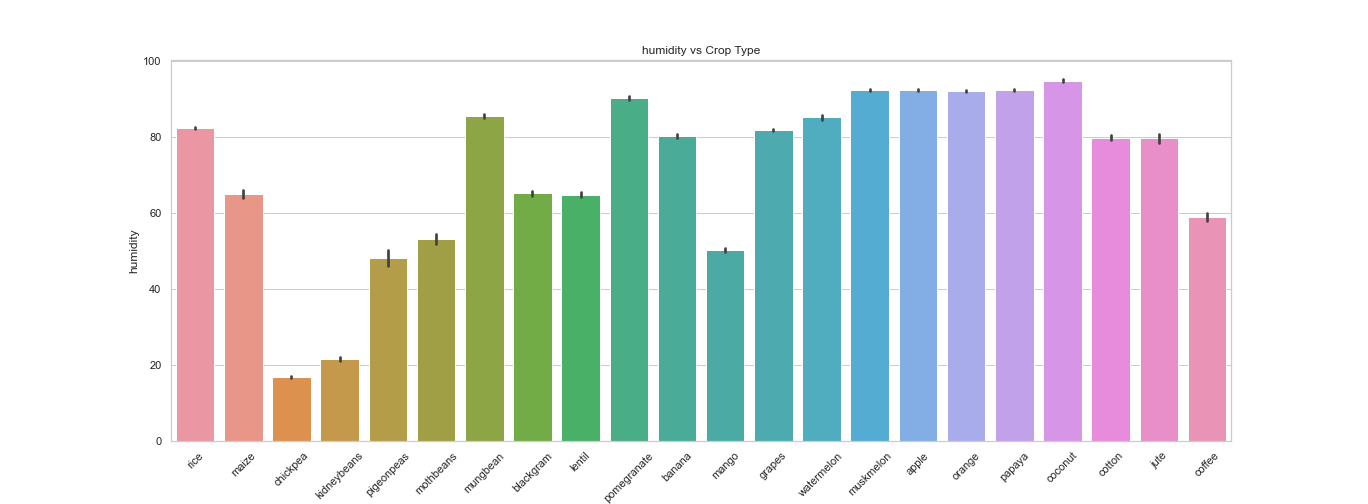 humidity vs Crop Type
100
80
60
40
20
0
humidity
rice
maize
chickpea
kidneybeans
pigeonpeas
mothbeans
mungbean
blackgram
lentil
pomegranate
banana
mango
grapes
watermelon
muskmelon
apple
orange
papaya
coconut
cotton
jute
coffee